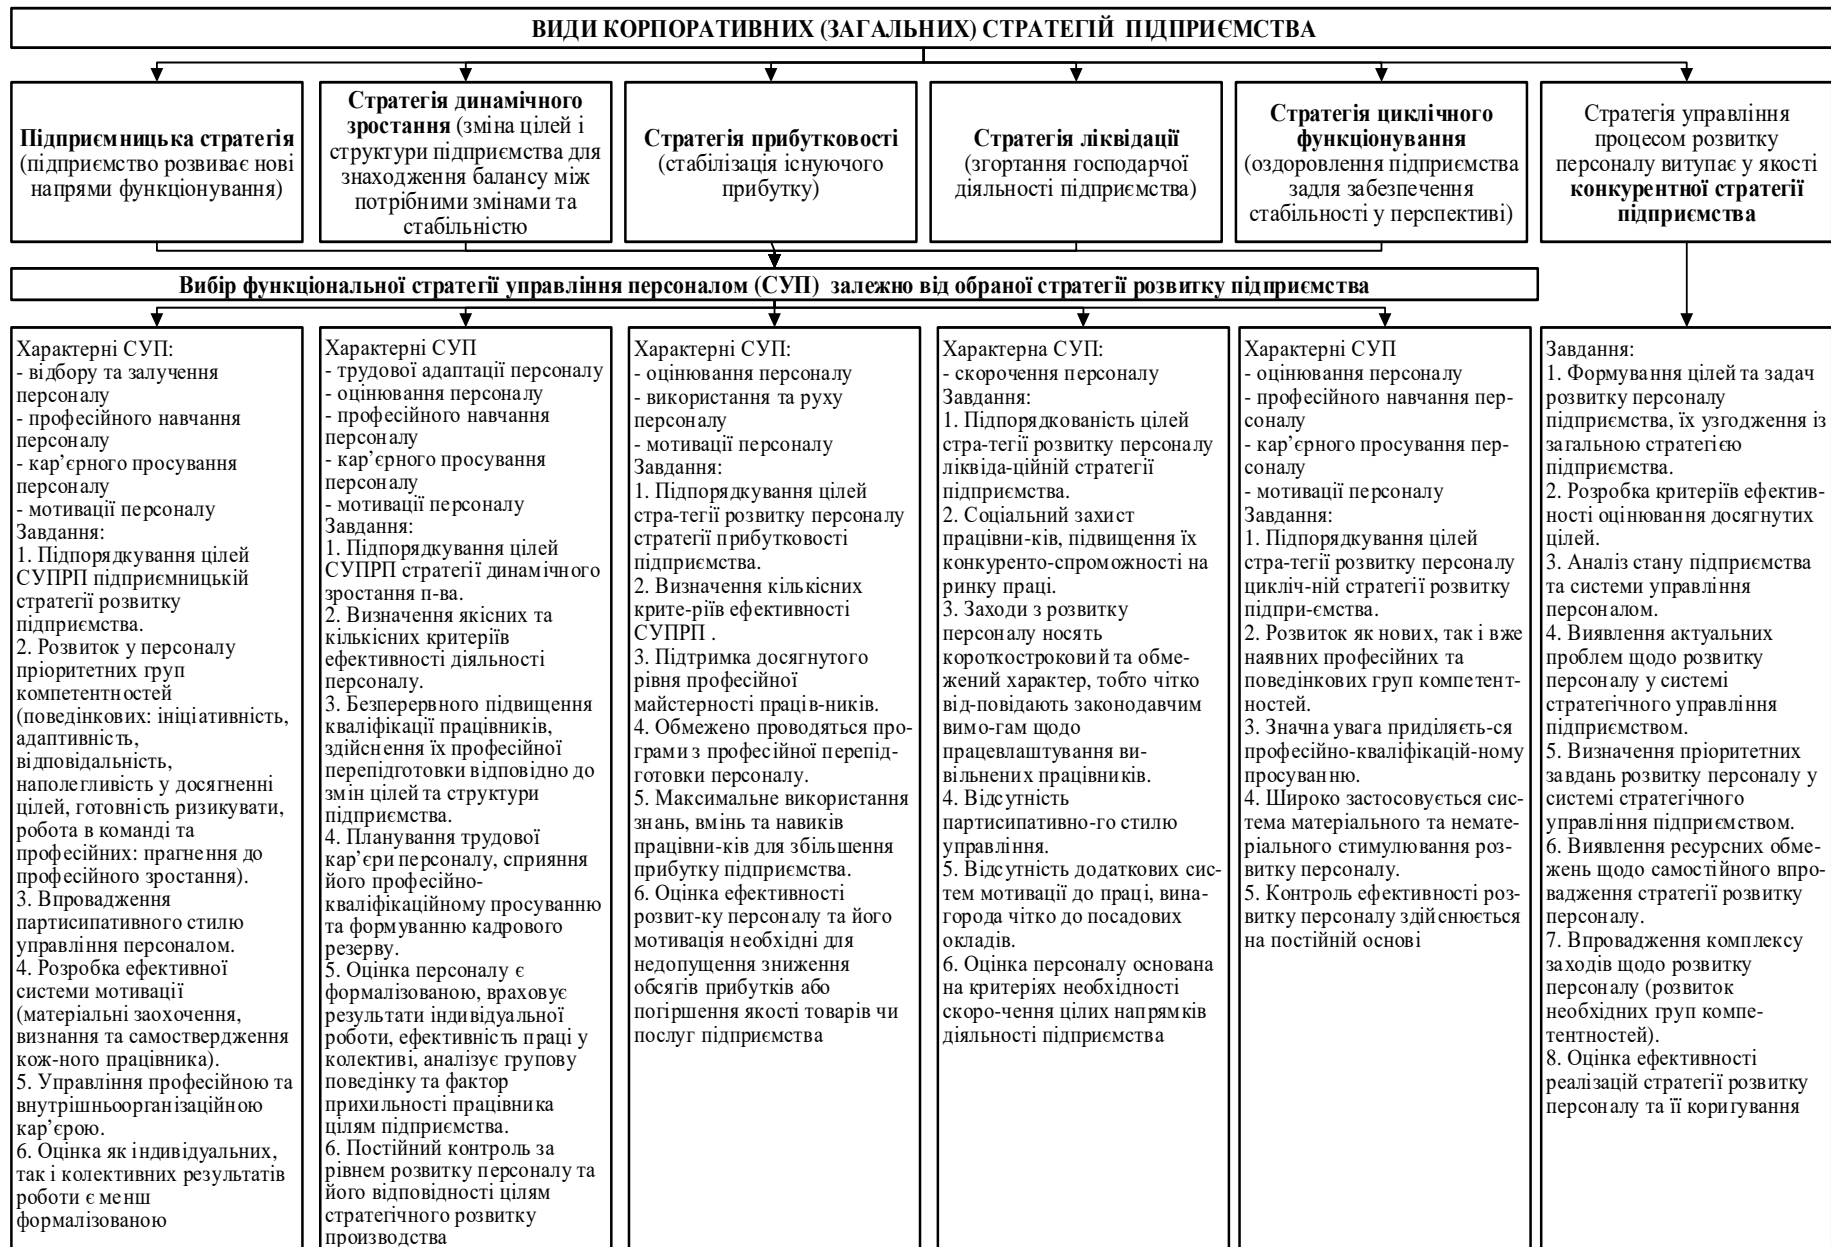 ВИДИ КОРПОРАТИВНИХ (ЗАГАЛЬНИХ) СТРАТЕГІЙ ПІДПРИЄМСТВА
Підприємницька стратегія
(підприємство розвиває нові
напрями функціонування)
Стратегія динамічного
зростання (зміна цілей і
структури підприємства для
знаходження балансу між
потрібними змінами та
стабільністю
Стратегія прибутковості
(стабілізація існуючого
прибутку)
Стратегія ліквідації
(згортання господарчої
діяльності підприємства)
Стратегія циклічного
функціонування
(оздоровлення підприємства
задля забезпечення
стабільності у перспективі)
Стратегія управління
процесом розвитку
персоналу витупає у якості
конкурентної стратегії
підприємства
Вибір функціональної стратегії управління персоналом (СУП) залежно від обраної стратегії розвитку підприємства
Характерні СУП:
- відбору та залучення
персоналу
- професійного навчання
персоналу
- кар’єрного просування
персоналу
- мотивації персоналу
Завдання:
1. Підпорядкування цілей
СУПРП підприємницькій
стратегії розвитку
підприємства.
2. Розвиток у персоналу
пріоритетних груп
компетентностей
(поведінкових: ініціативність,
адаптивність,
відповідальність,
наполегливість у досягненні
цілей, готовність ризикувати,
робота в команді та
професійних: прагнення до
професійного зростання).
3. Впровадження
партисипативного стилю
управління персоналом.
4. Розробка ефективної
системи мотивації
(матеріальні заохочення,
визнання та самоствердження
кож-ного працівника).
5. Управління професійною та
внутрішньоорганізаційною
кар’єрою.
6. Оцінка як індивідуальних,
так і колективних результатів
роботи є менш
формалізованою
Характерні СУП
- трудової адаптації персоналу
- оцінювання персоналу
- професійного навчання
персоналу
- кар’єрного просування
персоналу
- мотивації персоналу
Завдання:
1. Підпорядкування цілей
СУПРП стратегії динамічного
зростання п-ва.
2. Визначення якісних та
кількісних критеріїв
ефективності діяльності
персоналу.
3. Безперервного підвищення
кваліфікації працівників,
здійснення їх професійної
перепідготовки відповідно до
змін цілей та структури
підприємства.
4. Планування трудової
кар’єри персоналу, сприяння
його професійно-
кваліфікаційному просуванню
та формуванню кадрового
резерву.
5. Оцінка персоналу є
формалізованою, враховує
результати індивідуальної
роботи, ефективність праці у
колективі, аналізує групову
поведінку та фактор
прихильності працівника
цілям підприємства.
6. Постійний контроль за
рівнем розвитку персоналу та
його відповідності цілям
стратегічного розвитку
производства
Характерні СУП:
- оцінювання персоналу
- використання та руху
персоналу
- мотивації персоналу
Завдання:
1. Підпорядкування цілей
стра-тегії розвитку персоналу
стратегії прибутковості
підприємства.
2. Визначення кількісних
крите-ріїв ефективності
СУПРП .
3. Підтримка досягнутого
рівня професійної
майстерності праців-ників.
4. Обмежено проводяться про-
грами з професійної перепід-
готовки персоналу.
5. Максимальне використання
знань, вмінь та навиків
працівни-ків для збільшення
прибутку підприємства.
6. Оцінка ефективності
розвит-ку персоналу та його
мотивація необхідні для
недопущення зниження
обсягів прибутків або
погіршення якості товарів чи
послуг підприємства
Характерна СУП:
- скорочення персоналу
Завдання:
1. Підпорядкованість цілей
стра-тегії розвитку персоналу
ліквіда-ційній стратегії
підприємства.
2. Соціальний захист
працівни-ків, підвищення їх
конкуренто-спроможності на
ринку праці.
3. Заходи з розвитку
персоналу носять
короткостроковий та обме-
жений характер, тобто чітко
від-повідають законодавчим
вимо-гам щодо
працевлаштування ви-
вільнених працівників.
4. Відсутність
партисипативно-го стилю
управління.
5. Відсутність додаткових сис-
тем мотивації до праці, вина-
города чітко до посадових
окладів.
6. Оцінка персоналу основана
на критеріях необхідності
скоро-чення цілих напрямків
діяльності підприємства
Характерні СУП
- оцінювання персоналу
- професійного навчання пер-
соналу
- кар’єрного просування пер-
соналу
- мотивації персоналу
Завдання:
1. Підпорядкування цілей
стра-тегії розвитку персоналу
цикліч-ній стратегії розвитку
підпри-ємства.
2. Розвиток як нових, так і вже
наявних професійних та
поведінкових груп компетент-
ностей.
3. Значна увага приділяєть-ся
професійно-кваліфікацій-ному
просуванню.
4. Широко застосовується сис-
тема матеріального та немате-
ріального стимулювання роз-
витку персоналу.
5. Контроль ефективності роз-
витку персоналу здійснюється
на постійній основі
Завдання:
1. Формування цілей та задач
розвитку персоналу
підприємства, їх узгодження із
загальною стратегією
підприємства.
2. Розробка критеріїв ефектив-
ності оцінювання досягнутих
цілей.
3. Аналіз стану підприємства
та системи управління
персоналом.
4. Виявлення актуальних
проблем щодо розвитку
персоналу у системі
стратегічного управління
підприємством.
5. Визначення пріоритетних
завдань розвитку персоналу у
системі стратегічного
управління підприємством.
6. Виявлення ресурсних обме-
жень щодо самостійного впро-
вадження стратегії розвитку
персоналу.
7. Впровадження комплексу
заходів щодо розвитку
персоналу (розвиток
необхідних груп компе-
тентностей).
8. Оцінка ефективності
реалізацій стратегії розвитку
персоналу та її коригування